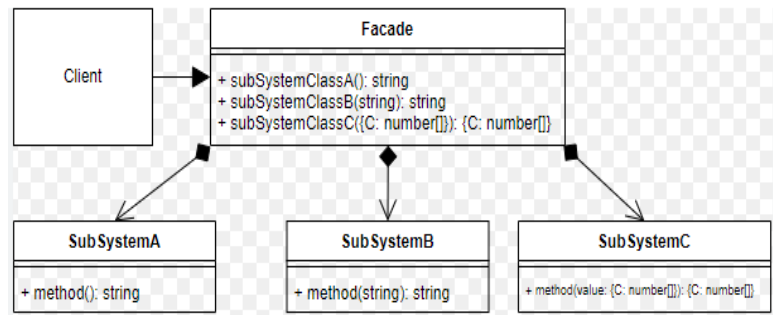 Facade
Client
+ subSystemClassA(): string
+ subSystemClassB(string): string
+ subSystemClassC({C: number[]}): {C: number[]}
SubSystemA
SubSystemB
SubSystemC
+ method(): string
+ method(string): string
+ method(value: {C: number[]}): {C: number[]}